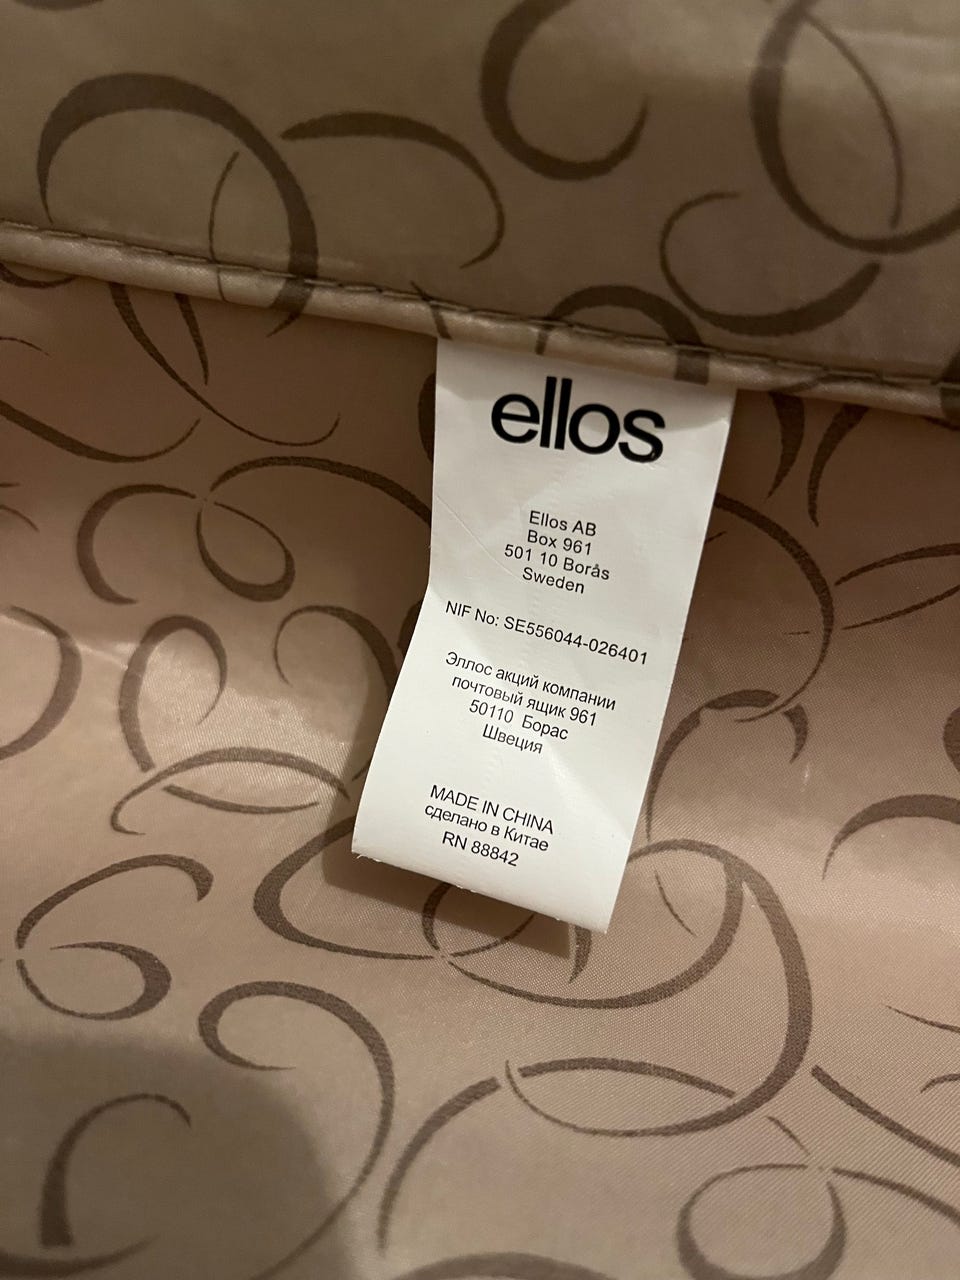 ellos
Ellos AB
Box 961
501 10 Borås
Sweden
NIF No: SE556044-026401
Эллос акций компании
почтовый ящик 961
50110 Борас
Швеция
MADE IN CHINA
сделано в Китае
RN 88842